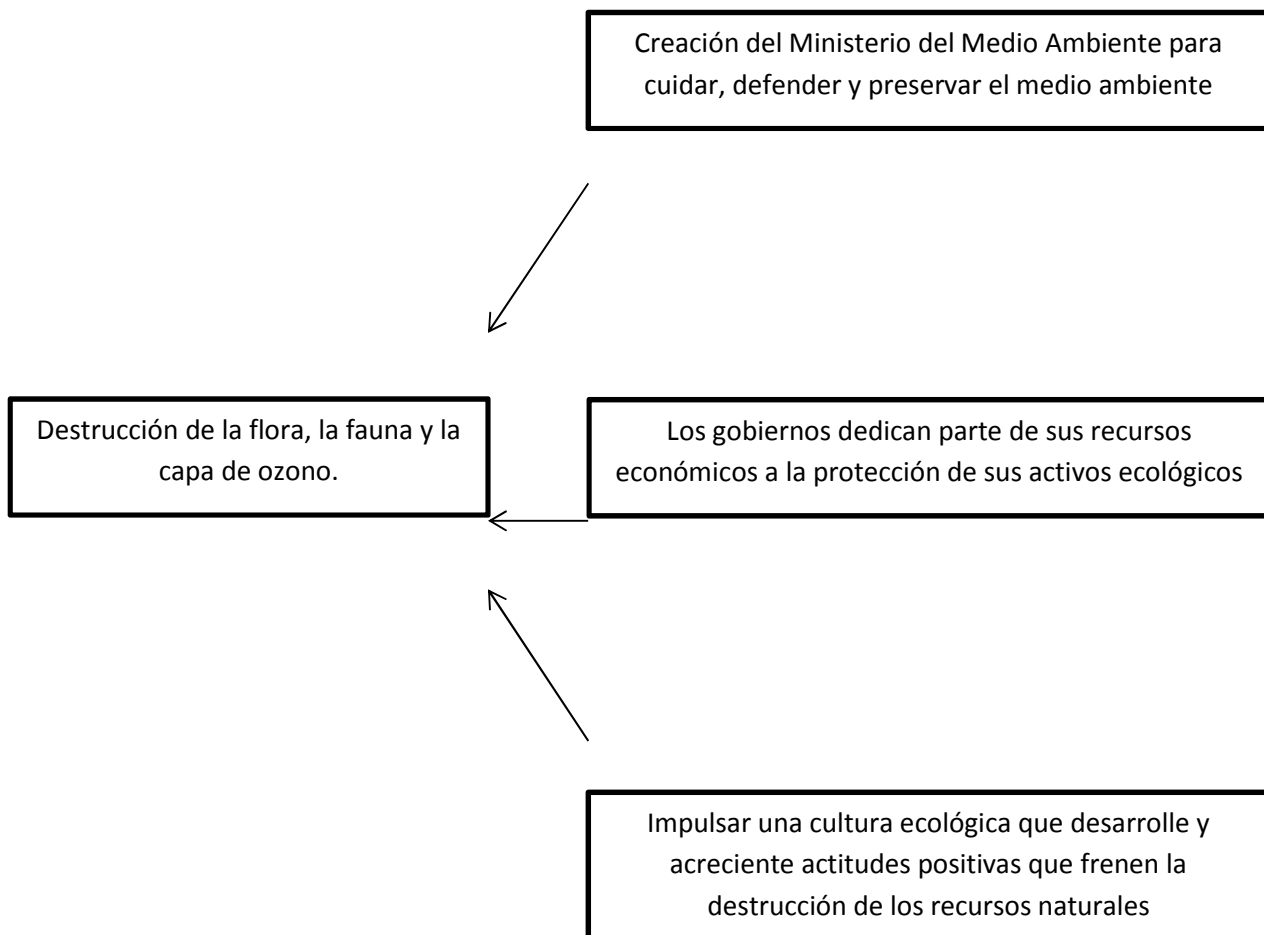 Creación del Ministerio del Medio Ambiente para
cuidar, defender y preservar el medio ambiente
Destrucción de la flora, la fauna y la
capa de ozono.
Los gobiernos dedican parte de sus recursos
económicos a la protección de sus activos ecológicos
Impulsar una cultura ecológica que desarrolle y
acreciente actitudes positivas que frenen la
destrucción de los recursos naturales